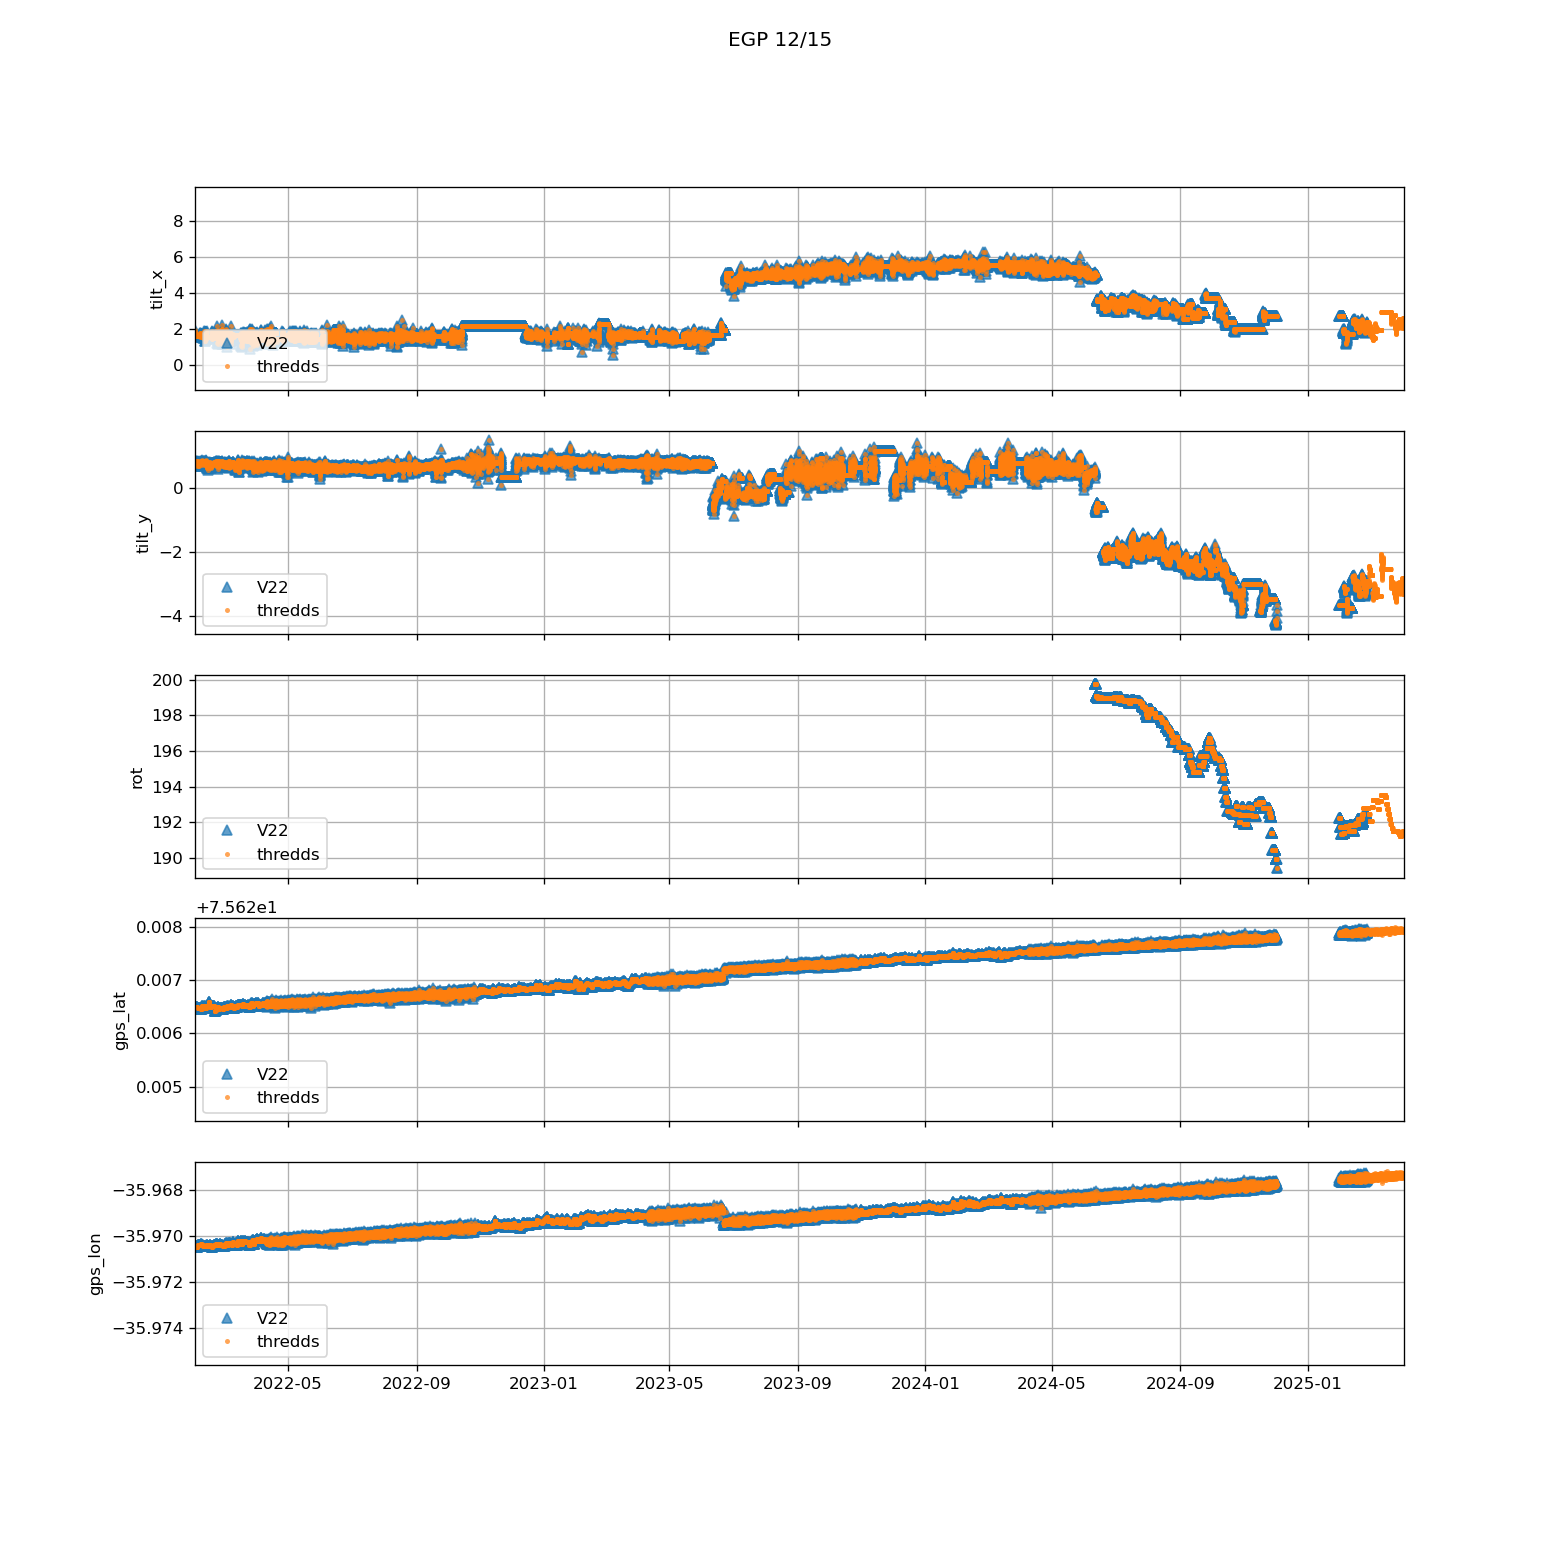 EGP 12/15
8
6
4
2
0
tilt_x
V22
thredds
0
−2
−4
tilt_y
V22
thredds
200
198
196
194
192
190
rot
V22
thredds
+7.562e1
0.008
0.007
0.006
0.005
gps_lat
V22
thredds
−35.968
−35.970
−35.972
−35.974
gps_lon
V22
thredds
2022-05 2022-09 2023-01 2023-05 2023-09 2024-01 2024-05 2024-09 2025-01